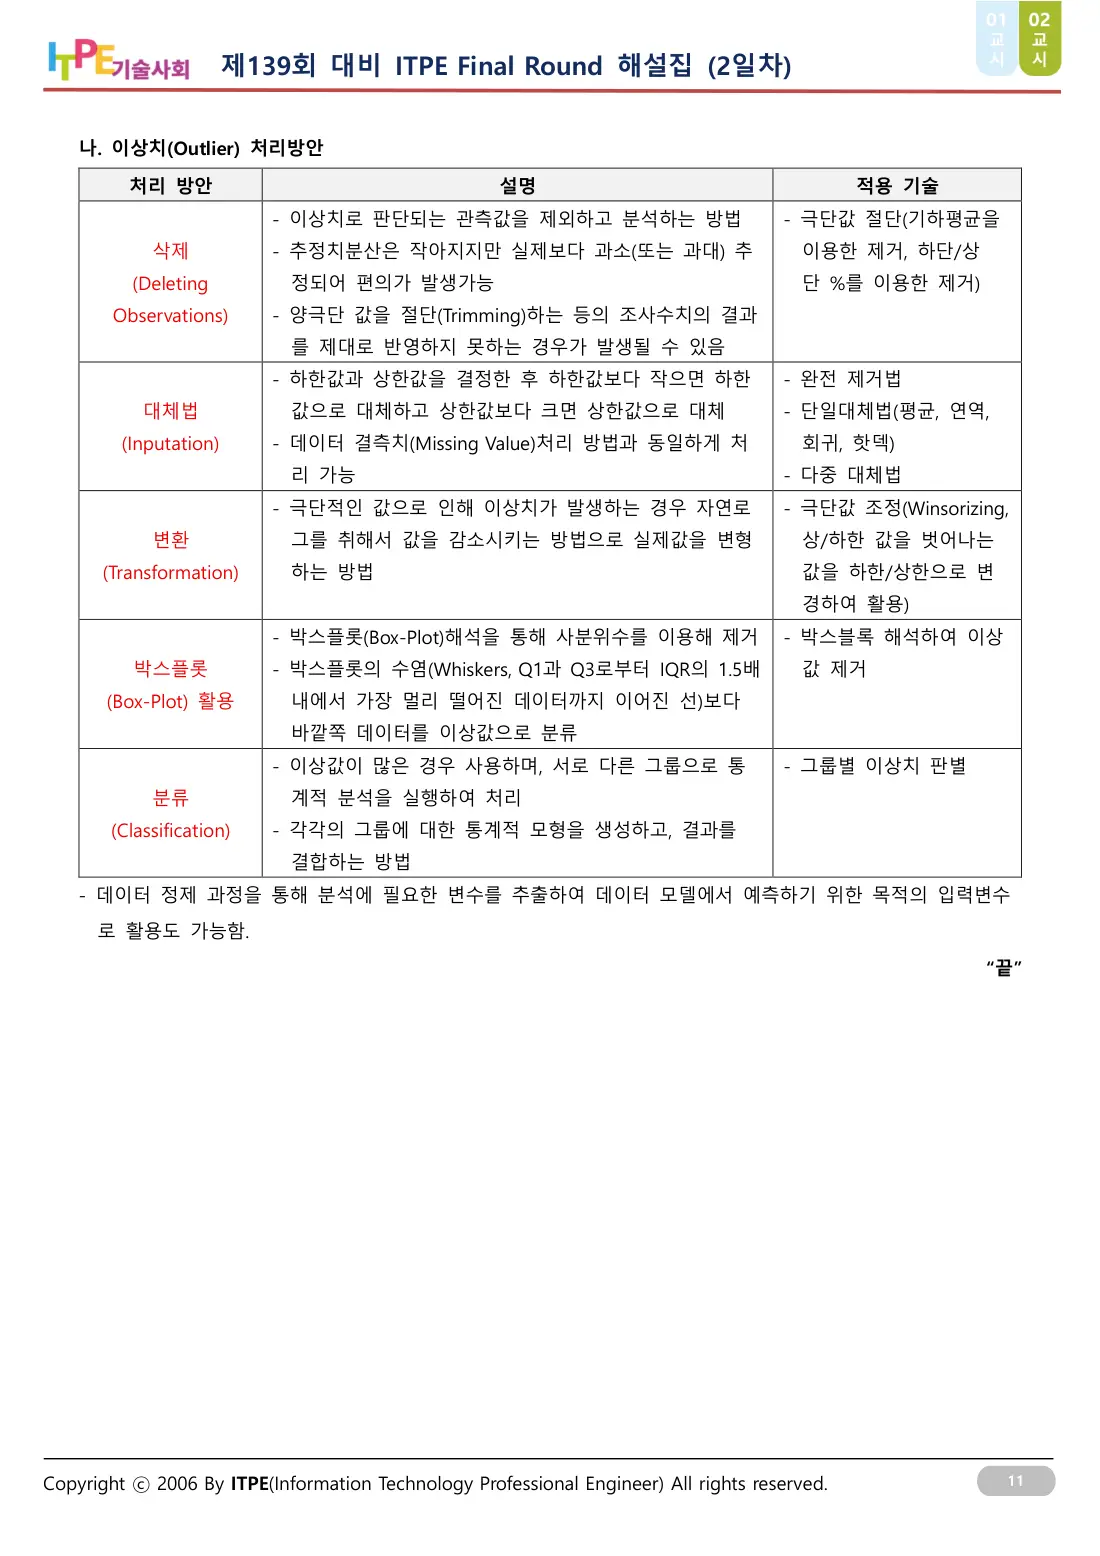 01
교
시
02
교
시
ITPE기술사회
제139회 대비 ITPE Final Round 해설집 (2일차)
나. 이상치(Outlier) 처리방안
처리 방안
설명
적용 기술
삭제
(Deleting
Observations)
- 이상치로 판단되는 관측값을 제외하고 분석하는 방법
- 추정치분산은 작아지지만 실제보다 과소(또는 과대) 추
정되어 편의가 발생가능
- 양극단 값을 절단(Trimming)하는 등의 조사수치의 결과
를 제대로 반영하지 못하는 경우가 발생될 수 있음
- 극단값 절단(기하평균을
이용한 제거, 하단/상
단 %를 이용한 제거)
대체법
(Inputation)
- 하한값과 상한값을 결정한 후 하한값보다 작으면 하한
값으로 대체하고 상한값보다 크면 상한값으로 대체
- 데이터 결측치(Missing Value)처리 방법과 동일하게 처
리 가능
- 완전 제거법
- 단일대체법(평균, 연역,
회귀, 핫덱)
- 다중 대체법
변환
(Transformation)
- 극단적인 값으로 인해 이상치가 발생하는 경우 자연로
그를 취해서 값을 감소시키는 방법으로 실제값을 변형
하는 방법
- 극단값 조정(Winsorizing,
상/하한 값을 벗어나는
값을 하한/상한으로 변
경하여 활용)
박스플롯
(Box-Plot) 활용
- 박스플롯(Box-Plot)해석을 통해 사분위수를 이용해 제거
- 박스플롯의 수염(Whiskers, Q1과 Q3로부터 IQR의 1.5배
내에서 가장 멀리 떨어진 데이터까지 이어진 선)보다
바깥쪽 데이터를 이상값으로 분류
- 박스블록 해석하여 이상
값 제거
분류
(Classification)
- 이상값이 많은 경우 사용하며, 서로 다른 그룹으로 통
계적 분석을 실행하여 처리
- 각각의 그룹에 대한 통계적 모형을 생성하고, 결과를
결합하는 방법
- 그룹별 이상치 판별
- 데이터 정제 과정을 통해 분석에 필요한 변수를 추출하여 데이터 모델에서 예측하기 위한 목적의 입력변수
로 활용도 가능함.
“끝”
Copyright ⓒ 2006 By ITPE(Information Technology Professional Engineer) All rights reserved.
11